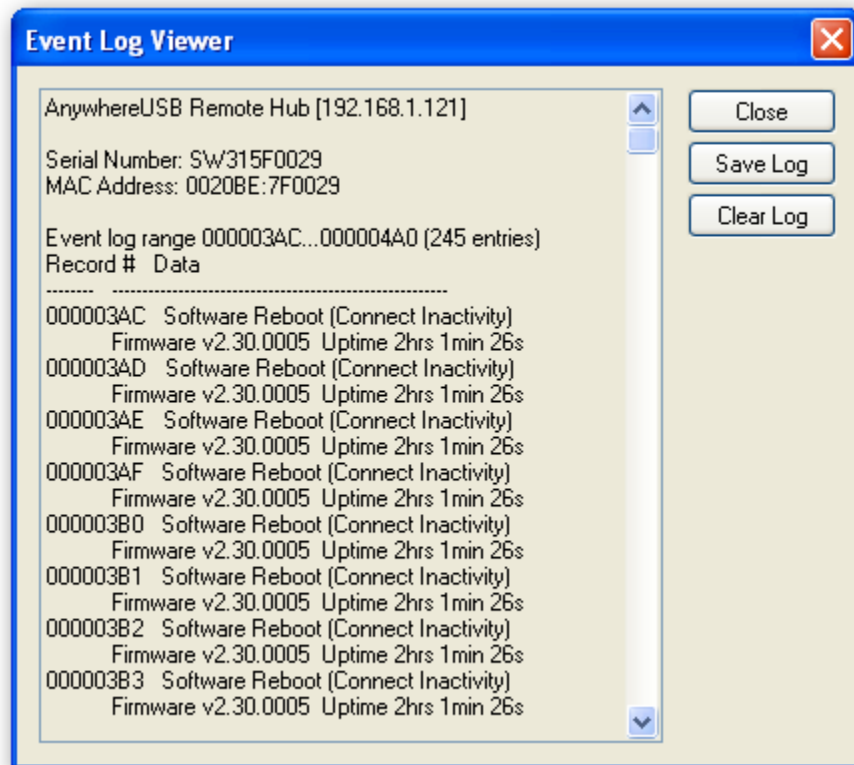 Event Log Viewer
AnywhereUSB Remote Hub [192.168.1.121]
Serial Number: SW315F0029
MAC Address: 0020BE:7F0029
Event log range 000003AC...000004A0 (245 entries)
Record #   Data
--------   --------------------------------------------------------
000003AC   Software Reboot (Connect Inactivity)
Firmware v2.30.0005  Uptime 2hrs 1min 26s
000003AD   Software Reboot (Connect Inactivity)
Firmware v2.30.0005  Uptime 2hrs 1min 26s
000003AE   Software Reboot (Connect Inactivity)
Firmware v2.30.0005  Uptime 2hrs 1min 26s
000003AF   Software Reboot (Connect Inactivity)
Firmware v2.30.0005  Uptime 2hrs 1min 26s
000003B0   Software Reboot (Connect Inactivity)
Firmware v2.30.0005  Uptime 2hrs 1min 26s
000003B1   Software Reboot (Connect Inactivity)
Firmware v2.30.0005  Uptime 2hrs 1min 26s
000003B2   Software Reboot (Connect Inactivity)
Firmware v2.30.0005  Uptime 2hrs 1min 26s
000003B3   Software Reboot (Connect Inactivity)
Firmware v2.30.0005  Uptime 2hrs 1min 26s
Close
Save Log
Clear Log